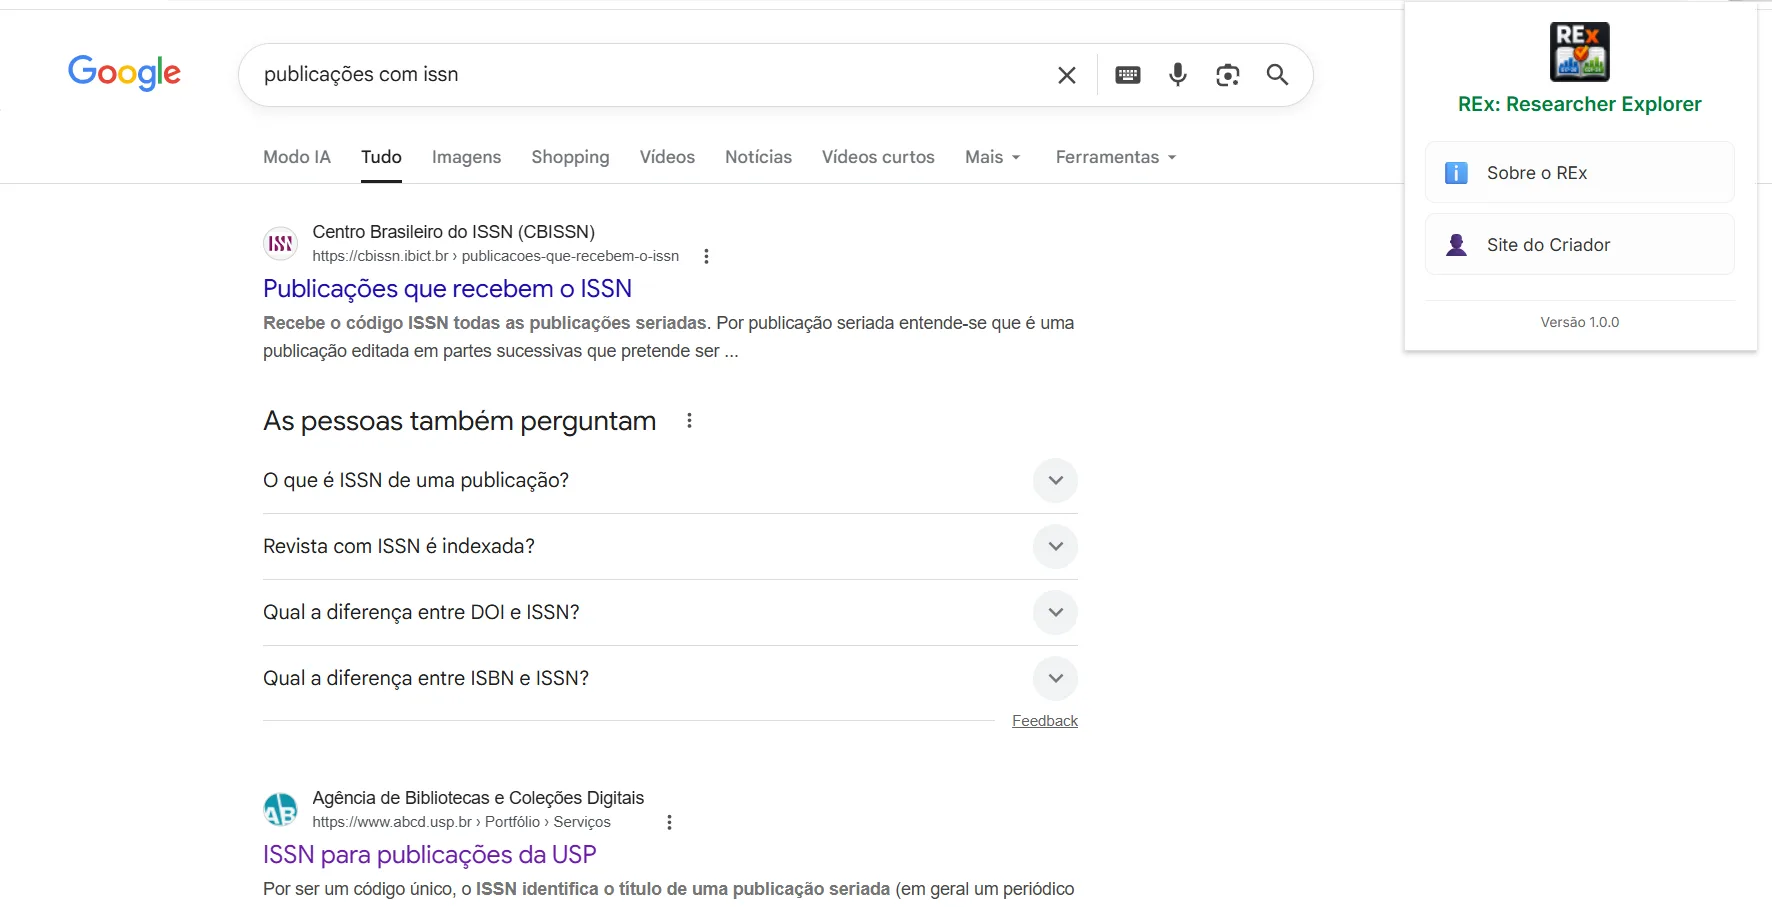 Google
publicações com issn
Modo IA
Tudo
Imagens
Shopping
Vídeos
Notícias
Vídeos curtos
Mais
Ferramentas
REx
REx: Researcher Explorer
Sobre o REx
Site do Criador
Versão 1.0.0
ISSN
Centro Brasileiro do ISSN (CBISSN)
https://cbissn.ibict.br › publicacoes-que-recebem-o-issn
Publicações que recebem o ISSN
Recebe o código ISSN todas as publicações seriadas. Por publicação seriada entende-se que é uma
publicação editada em partes sucessivas que pretende ser ...
As pessoas também perguntam
O que é ISSN de uma publicação?
Revista com ISSN é indexada?
Qual a diferença entre DOI e ISSN?
Qual a diferença entre ISBN e ISSN?
Feedback
AB
Agência de Bibliotecas e Coleções Digitais
https://www.abcd.usp.br › Portfólio › Serviços
ISSN para publicações da USP
Por ser um código único, o ISSN identifica o título de uma publicação seriada (em geral um periódico